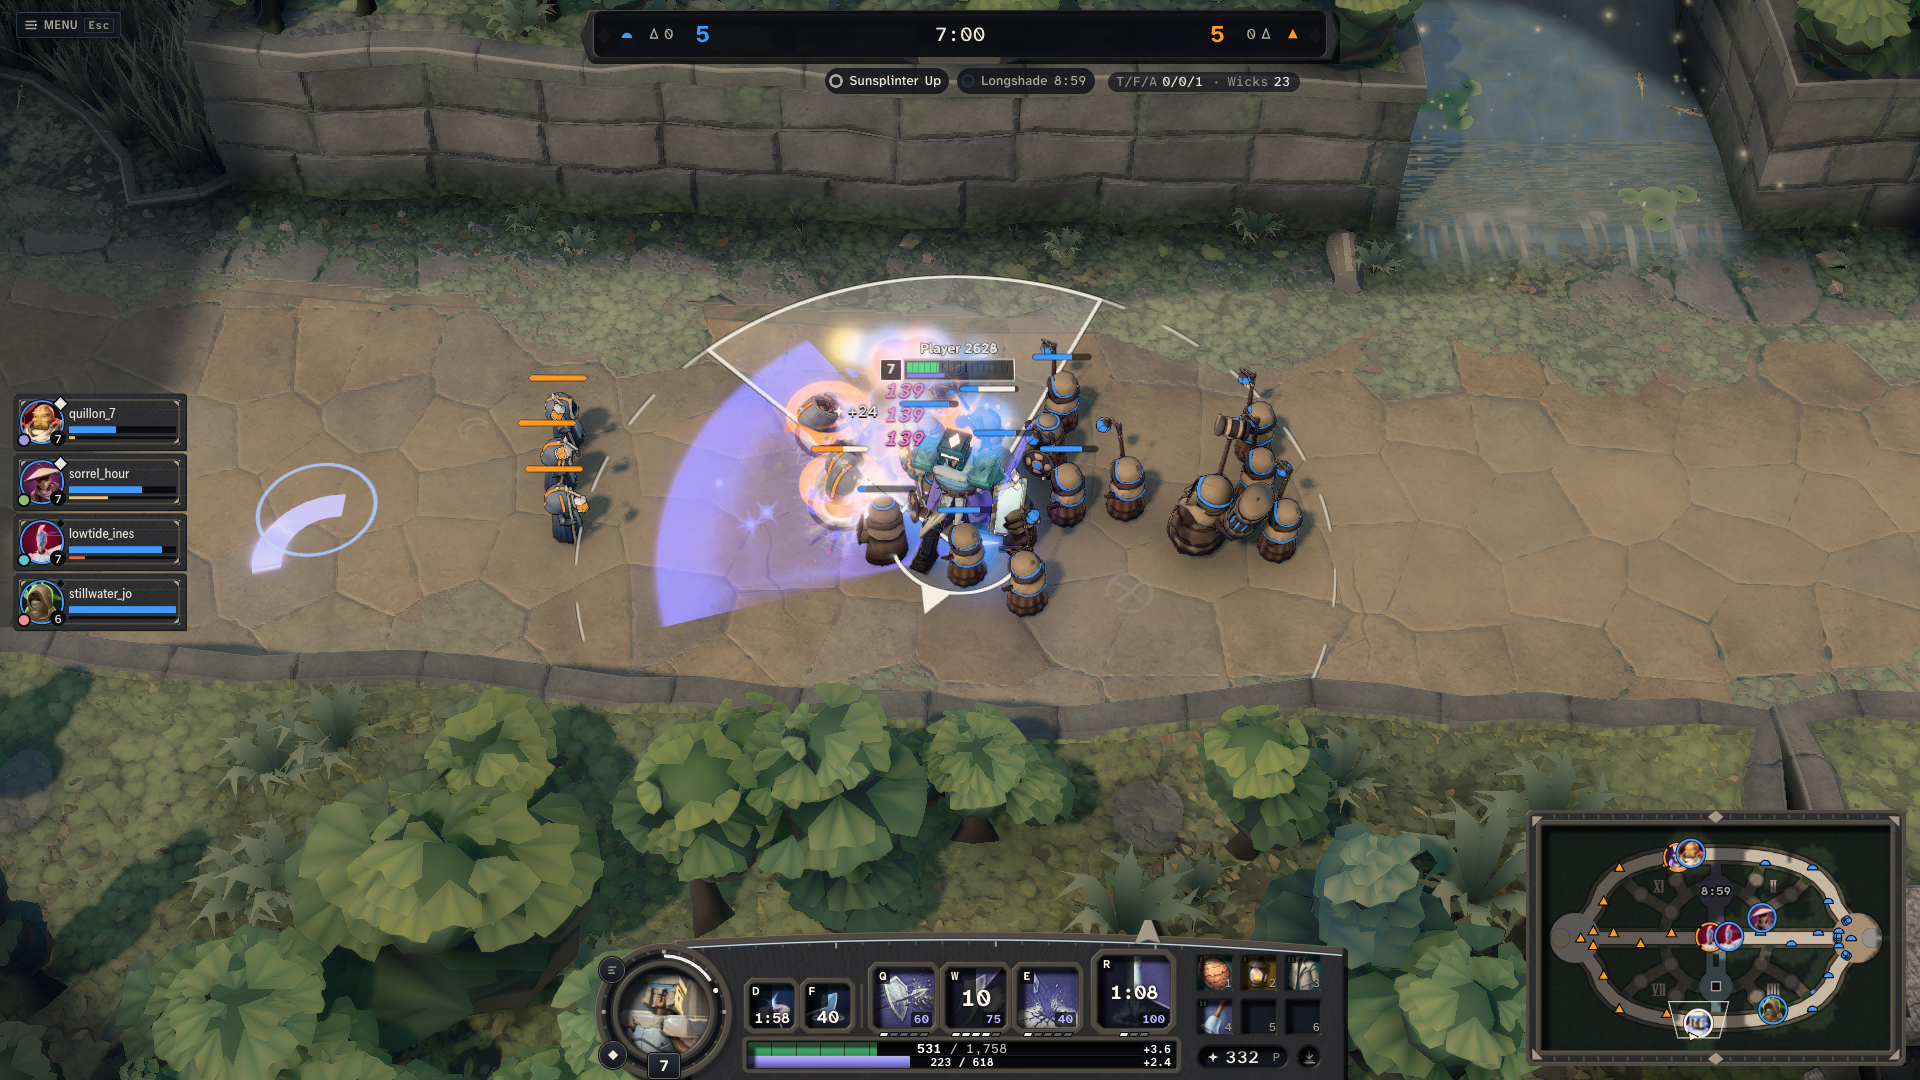 MENU Esc
Δ 0 5 7:00 5 0 Δ
Sunsplinter Up Longshade 8:59 T/F/A 0/0/1 · Wicks 23
Player 2628
7
139
+24 139
139
quillon_7
7
sorrel_hour
7
lowtide_ines
7
stillwater_jo
6
8:59
XI II
VII III
D 1:58
F 40
Q 60
W 10 75
E 40
R 1:08 100
1 2 3
4 5 6
531 / 1,758 +3.6
223 / 618 +2.4
7
332 P